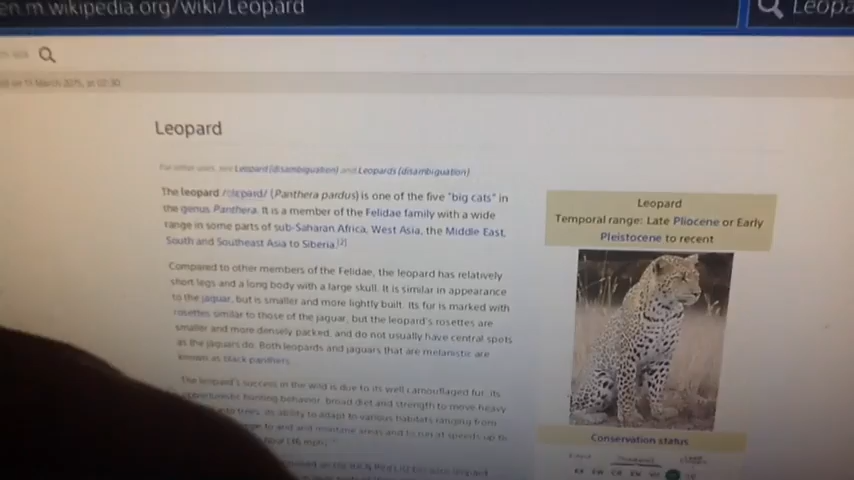 en.m.wikipedia.org/wiki/Leopard
Leopa
on 11 March 2015, at 02:30
Leopard
For other uses, see Leopard (disambiguation) and Leopards (disambiguation)
The leopard (Panthera pardus) is one of the five "big cats" in
the genus Panthera. It is a member of the Felidae family with a wide
range in some parts of sub-Saharan Africa, West Asia, the Middle East,
South and Southeast Asia to Siberia.[2]
Compared to other members of the Felidae, the leopard has relatively
short legs and a long body with a large skull. It is similar in appearance
to the jaguar, but is smaller and more lightly built. Its fur is marked with
rosettes similar to those of the jaguar, but the leopard's rosettes are
smaller and more densely packed, and do not usually have central spots
as the jaguars do. Both leopards and jaguars that are melanistic are
known as black panthers.
The leopard's success in the wild is due to its well camouflaged fur; its
opportunistic hunting behavior, broad diet and strength to move heavy
into trees; its ability to adapt to various habitats ranging from
to arid and montane areas and to run at speeds up to
Leopard
Temporal range: Late Pliocene or Early
Pleistocene to recent
Conservation status
Threatened
EX EW CR EN VU